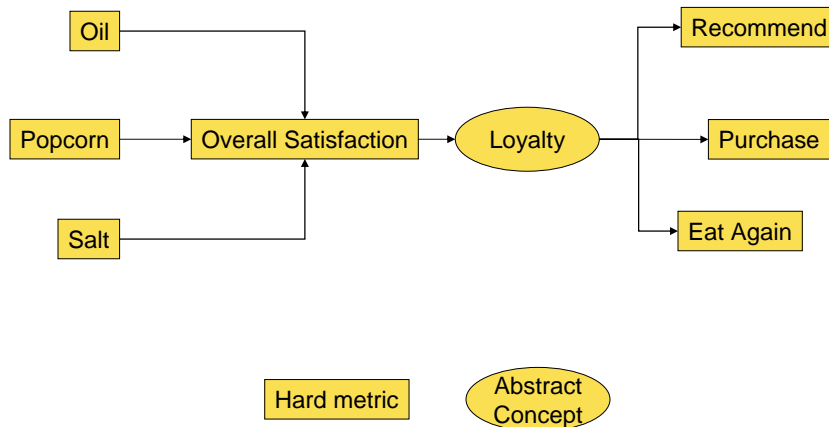 Oil
Recommend
Popcorn
Overall Satisfaction
Loyalty
Purchase
Salt
Eat Again
Hard metric
Abstract
Concept